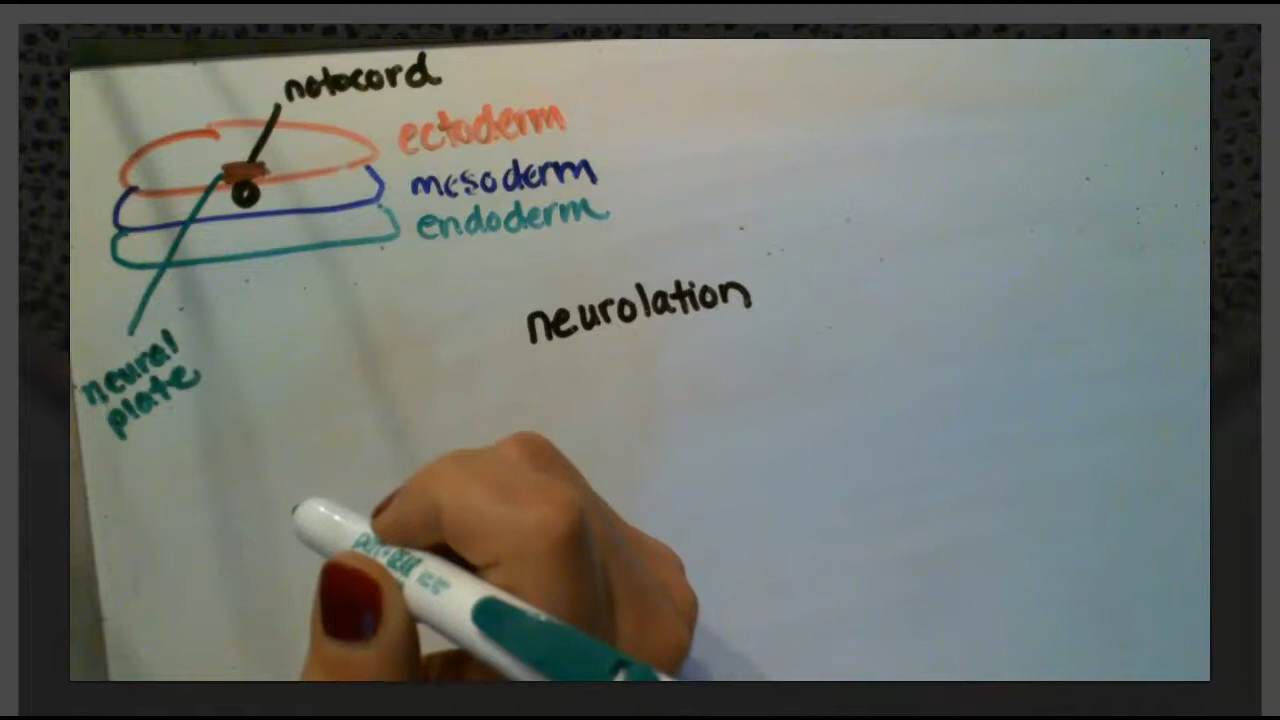 notocord
ectoderm
mesoderm
endoderm
neurolation
neural
plate